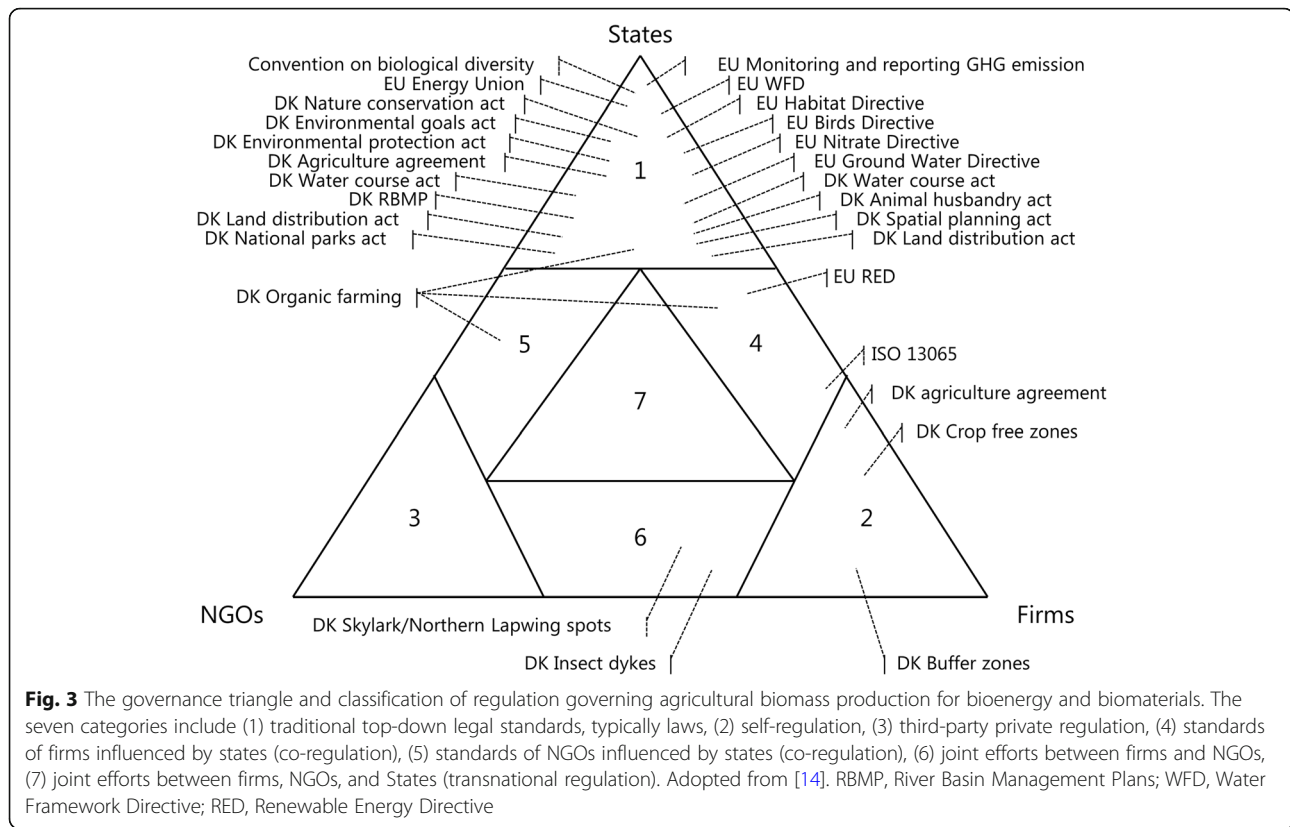 States
Convention on biological diversity
EU Energy Union
DK Nature conservation act
DK Environmental goals act
DK Environmental protection act
DK Agriculture agreement
DK Water course act
DK RBMP
DK Land distribution act
DK National parks act
EU Monitoring and reporting GHG emission
EU WFD
EU Habitat Directive
EU Birds Directive
EU Nitrate Directive
EU Ground Water Directive
DK Water course act
DK Animal husbandry act
DK Spatial planning act
DK Land distribution act
1
DK Organic farming
EU RED
5
4
ISO 13065
7
DK agriculture agreement
DK Crop free zones
3
6
2
NGOs
Firms
DK Skylark/Northern Lapwing spots
DK Insect dykes
DK Buffer zones
Fig. 3 The governance triangle and classification of regulation governing agricultural biomass production for bioenergy and biomaterials. The
seven categories include (1) traditional top-down legal standards, typically laws, (2) self-regulation, (3) third-party private regulation, (4) standards
of firms influenced by states (co-regulation), (5) standards of NGOs influenced by states (co-regulation), (6) joint efforts between firms and NGOs,
(7) joint efforts between firms, NGOs, and States (transnational regulation). Adopted from [14]. RBMP, River Basin Management Plans; WFD, Water
Framework Directive; RED, Renewable Energy Directive